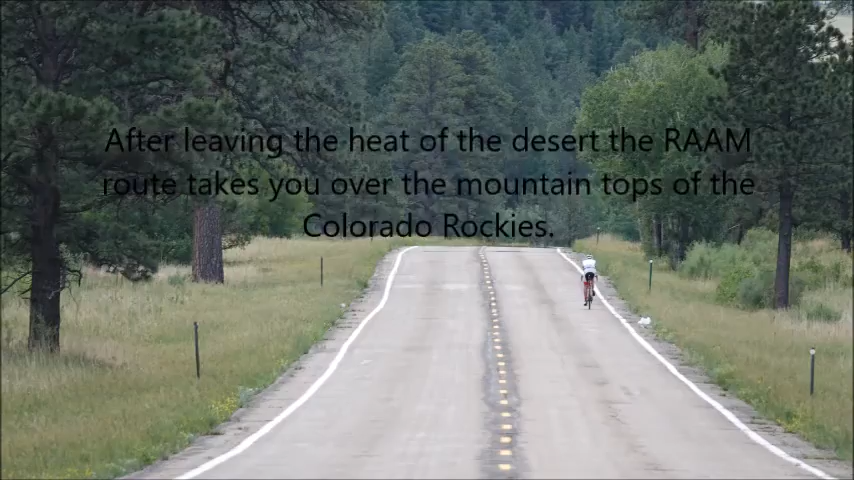 After leaving the heat of the desert the RAAM
route takes you over the mountain tops of the
Colorado Rockies.